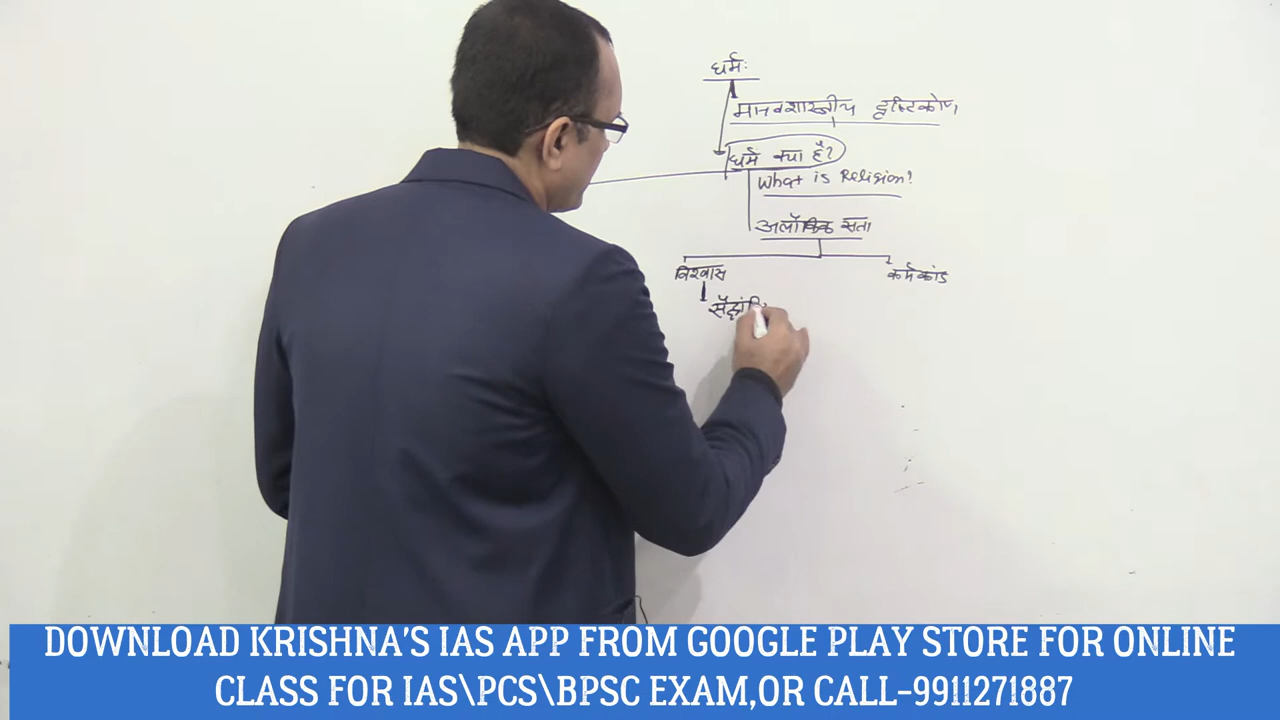 धर्म:
मानवशास्त्रीय दृष्टिकोण
धर्म क्या है?
What is Religion?
अलौकिक सत्ता
विश्वास कर्मकांड
DOWNLOAD KRISHNA'S IAS APP FROM GOOGLE PLAY STORE FOR ONLINE
CLASS FOR IAS\PCS\BPSC EXAM,OR CALL-9911271887